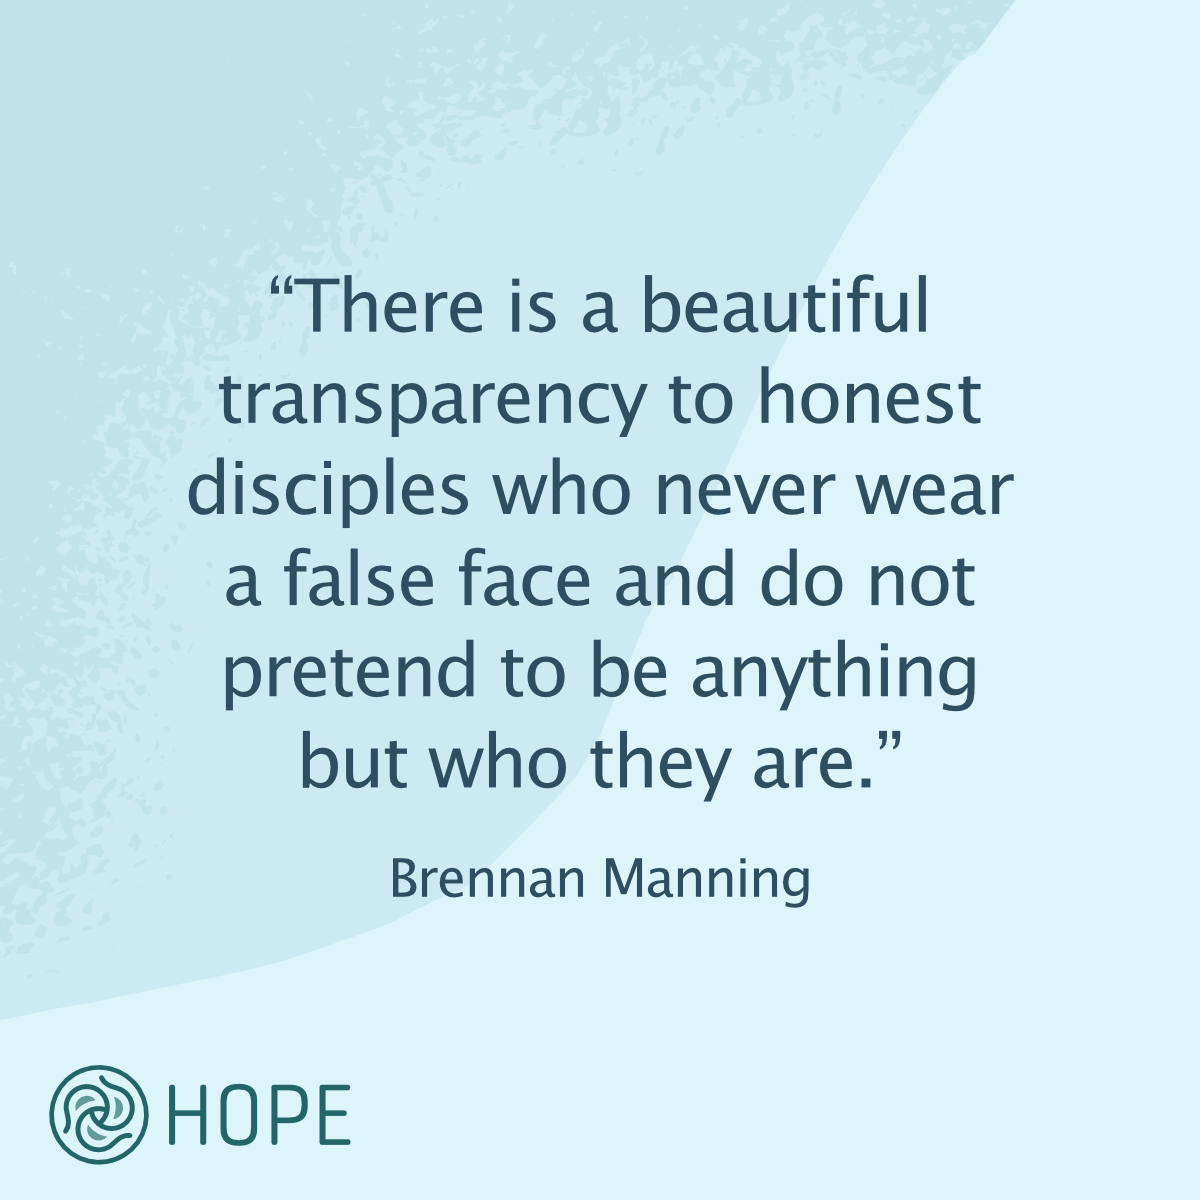 “There is a beautiful
transparency to honest
disciples who never wear
a false face and do not
pretend to be anything
but who they are.”
Brennan Manning
HOPE